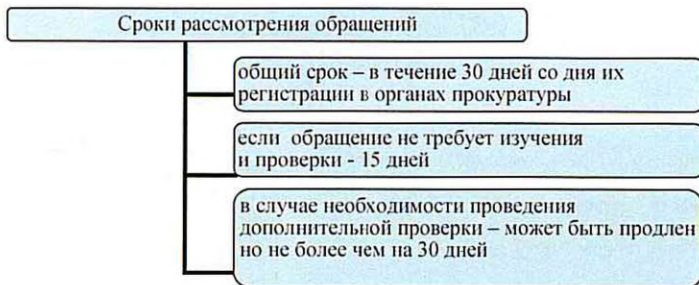 Сроки рассмотрения обращений
общий срок – в течение 30 дней со дня их
регистрации в органах прокуратуры
если обращение не требует изучения
и проверки - 15 дней
в случае необходимости проведения
дополнительной проверки – может быть продлен
но не более чем на 30 дней